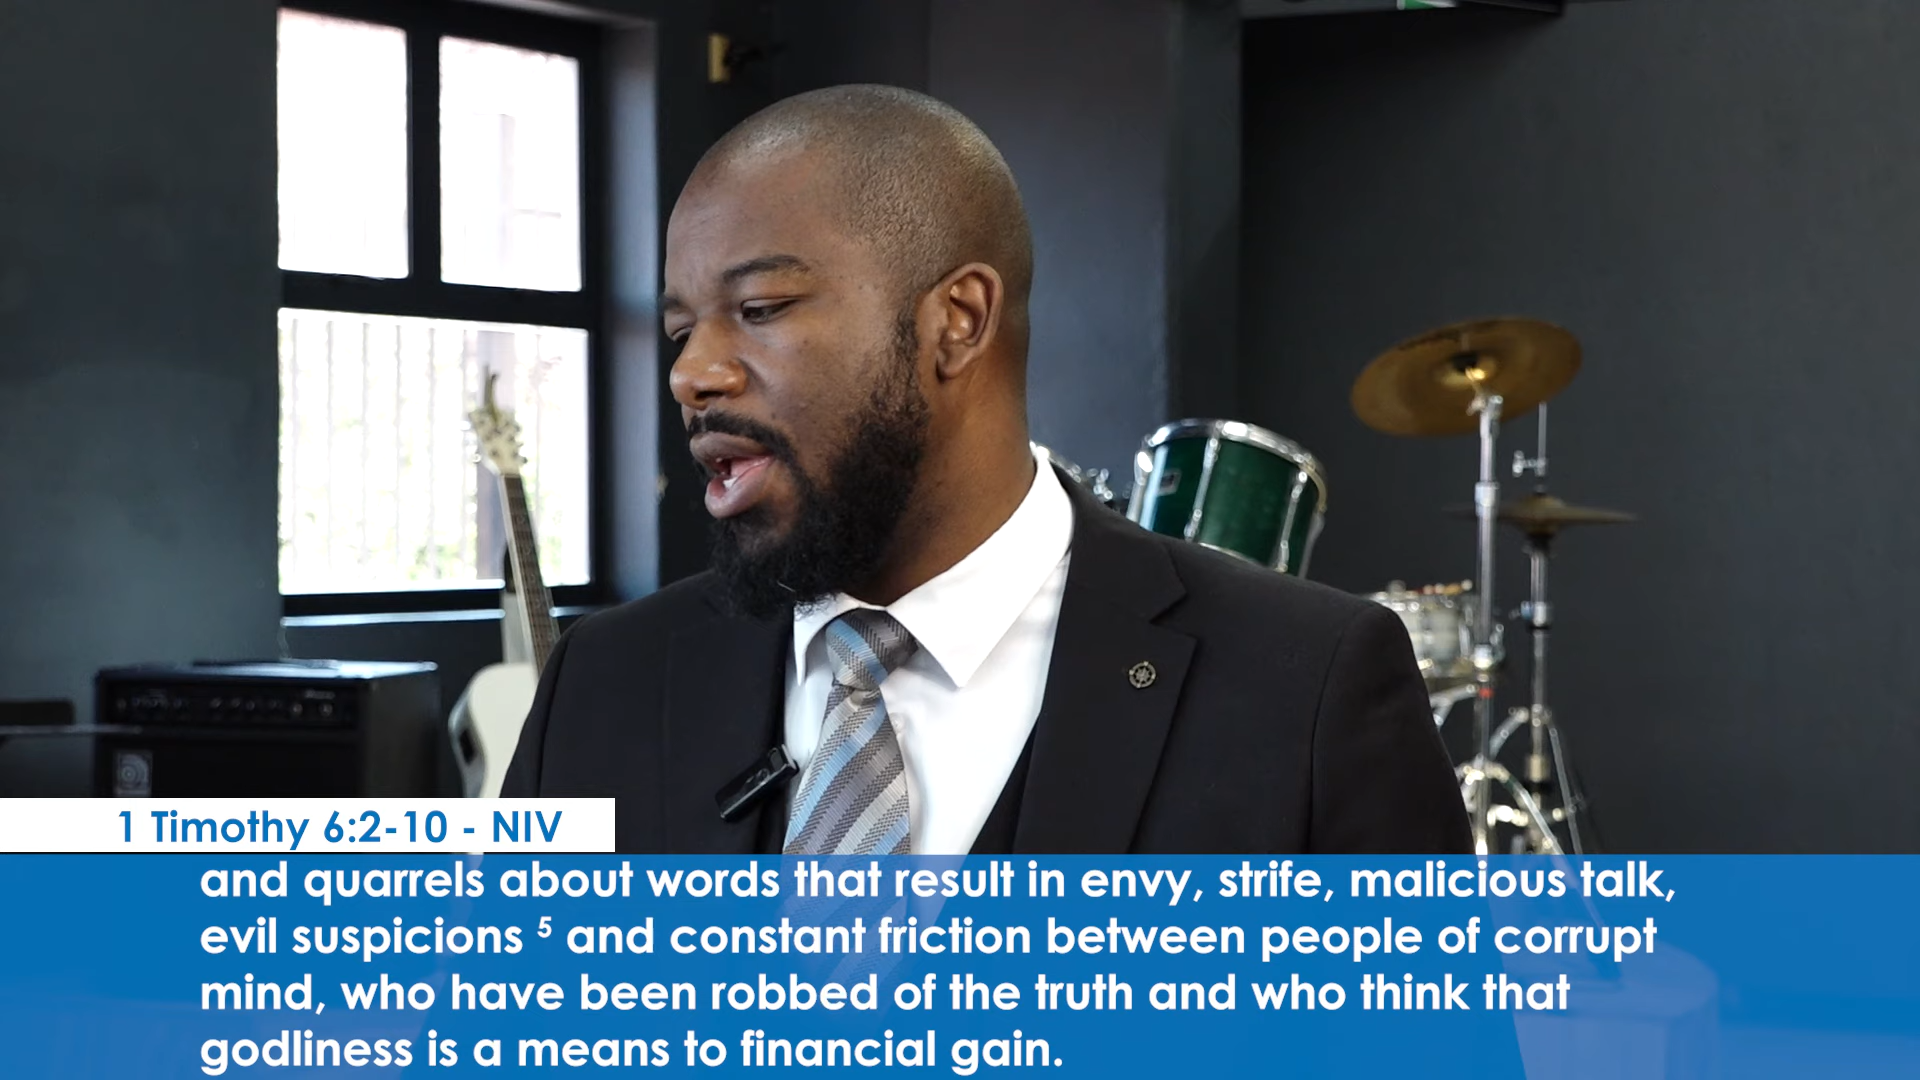 1 Timothy 6:2-10 - NIV
and quarrels about words that result in envy, strife, malicious talk,
evil suspicions ⁵ and constant friction between people of corrupt
mind, who have been robbed of the truth and who think that
godliness is a means to financial gain.